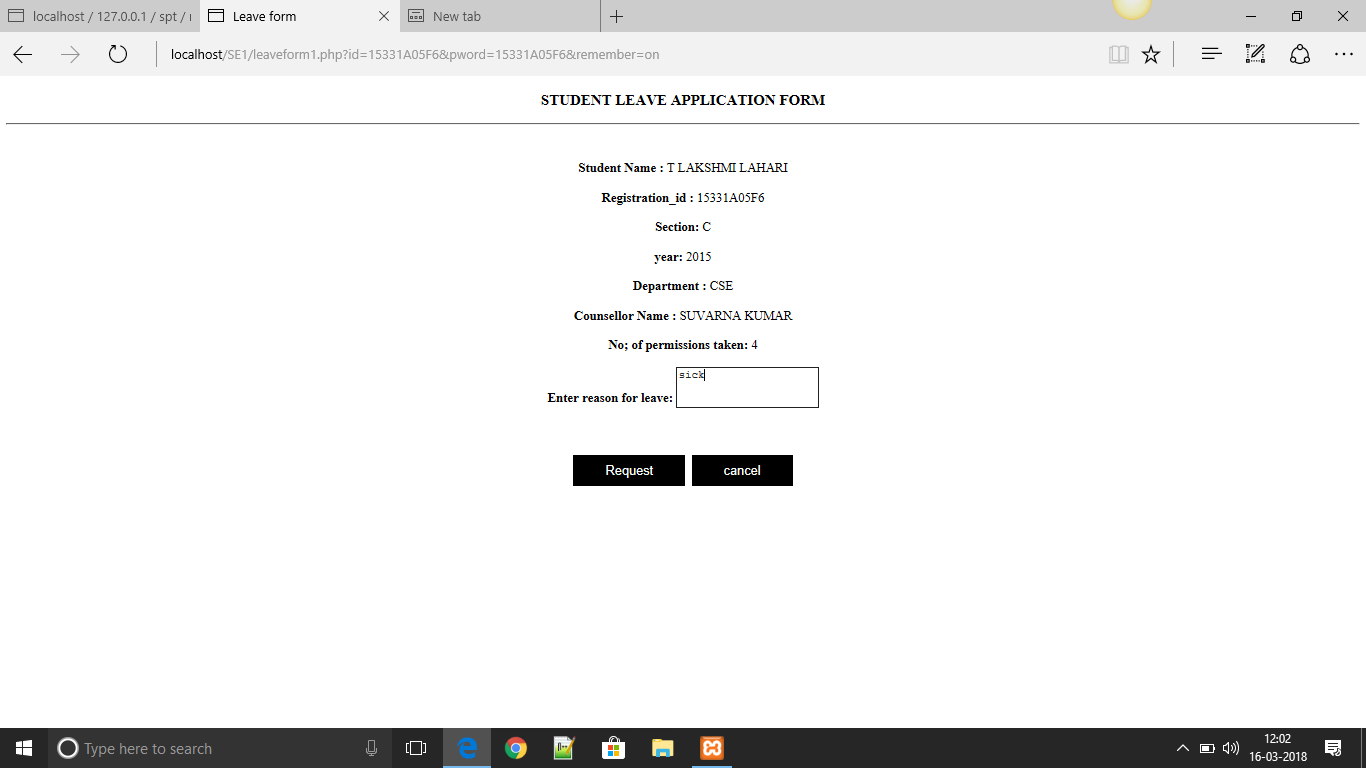 localhost / 127.0.0.1 / spt / r
Leave form
New tab
localhost/SE1/leaveform1.php?id=15331A05F6&pword=15331A05F6&remember=on
STUDENT LEAVE APPLICATION FORM
Student Name : T LAKSHMI LAHARI
Registration_id : 15331A05F6
Section: C
year: 2015
Department : CSE
Counsellor Name : SUVARNA KUMAR
No; of permissions taken: 4
Enter reason for leave: sick
Request cancel
Type here to search
12:02
16-03-2018